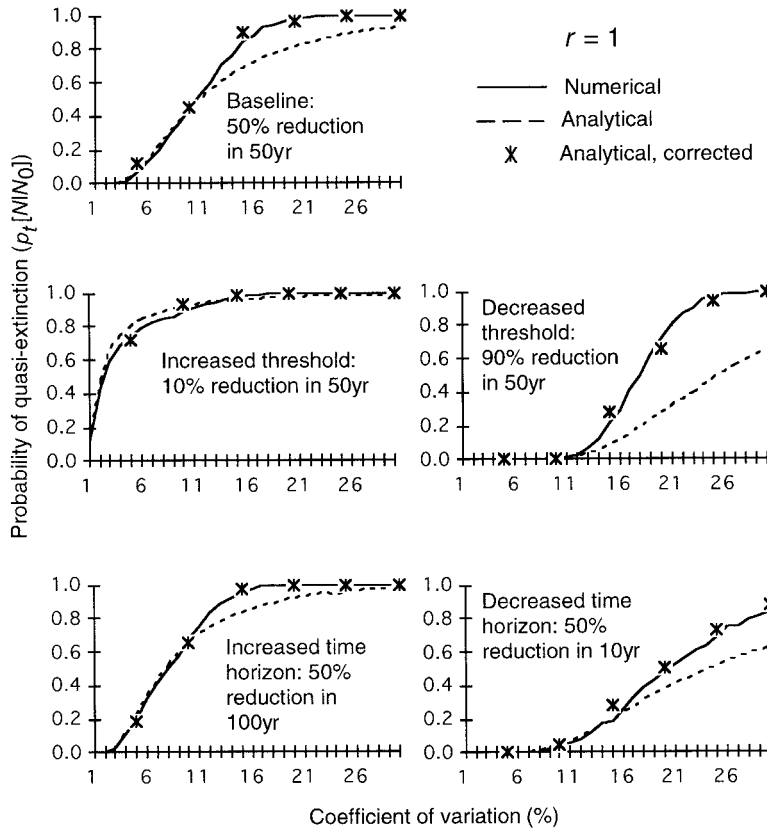 r = 1
Numerical
Analytical
Analytical, corrected
Probability of quasi-extinction (pt[N/N0])
1.0
0.8
0.6
0.4
0.2
0.0
Baseline:
50% reduction
in 50yr
1 6 11 16 21 26
1.0
0.8
0.6
0.4
0.2
0.0
Increased threshold:
10% reduction in 50yr
1 6 11 16 21 26
1.0
0.8
0.6
0.4
0.2
0.0
Decreased
threshold:
90% reduction
in 50yr
1 6 11 16 21 26
1.0
0.8
0.6
0.4
0.2
0.0
Increased time
horizon: 50%
reduction in
100yr
1 6 11 16 21 26
1.0
0.8
0.6
0.4
0.2
0.0
Decreased time
horizon: 50%
reduction in 10yr
1 6 11 16 21 26
Coefficient of variation (%)